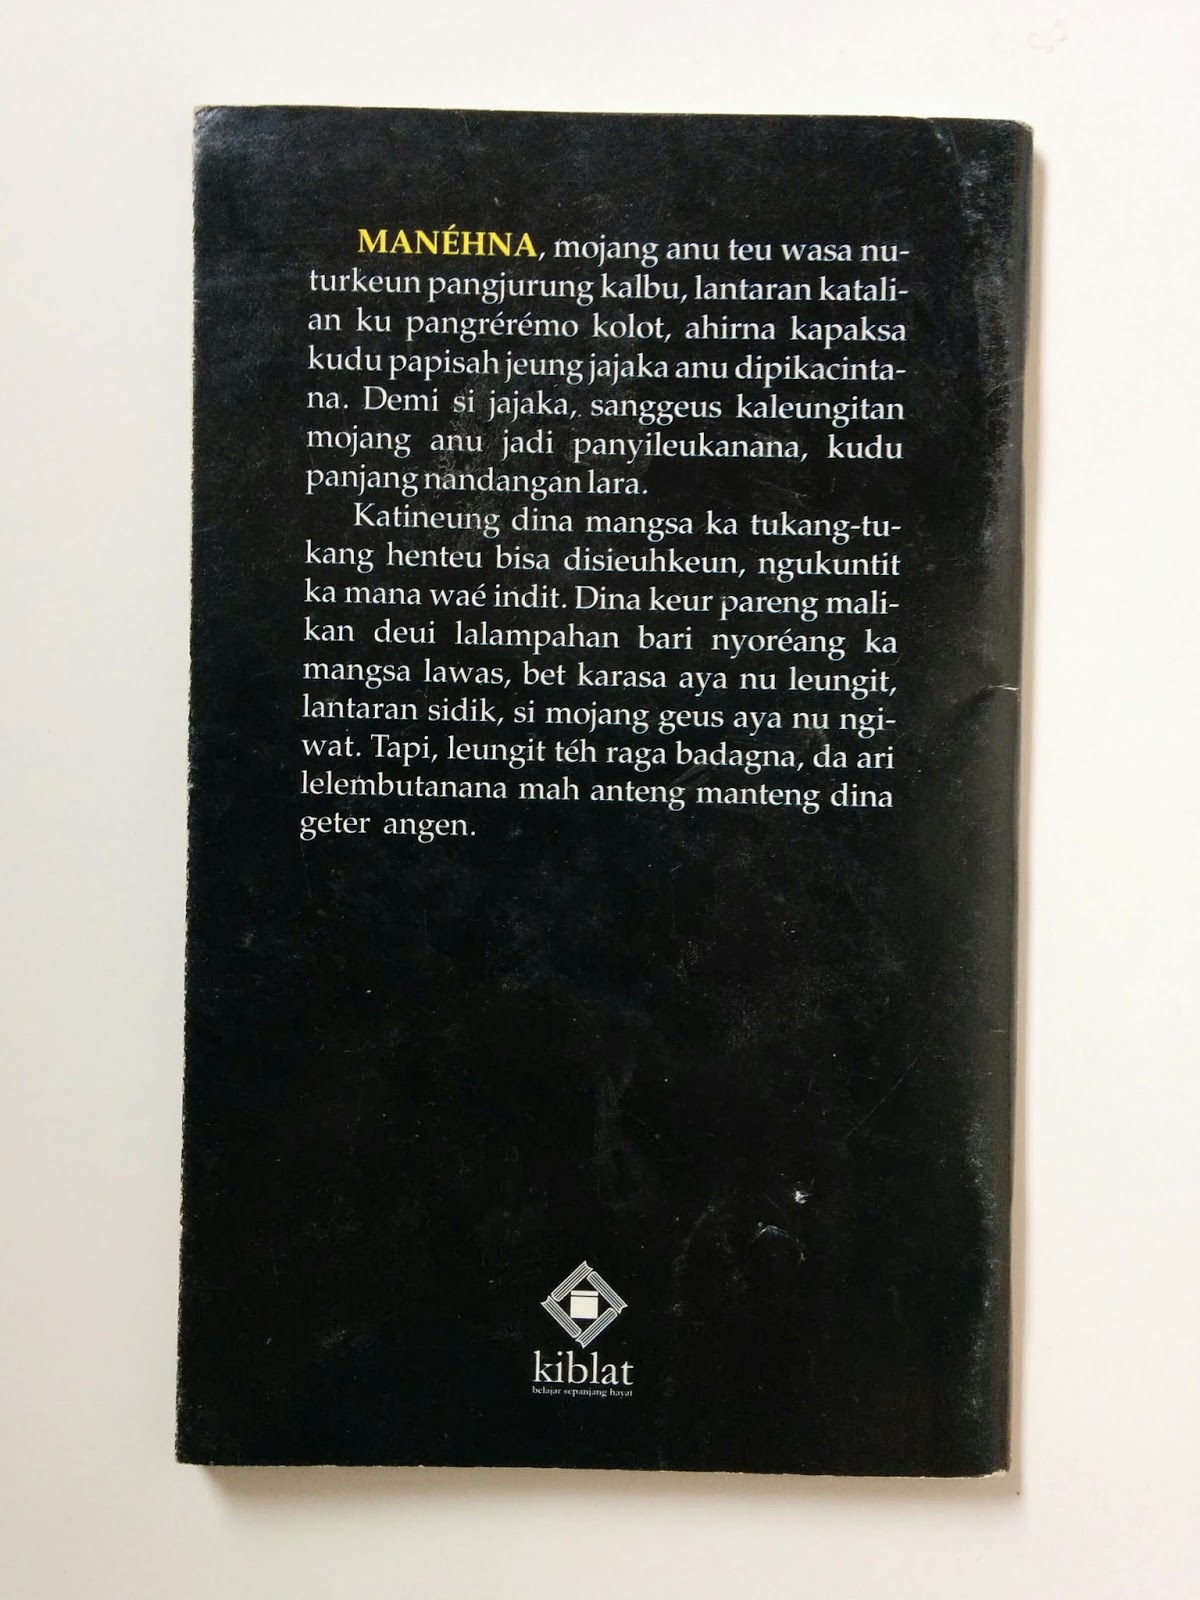 MANÉHNA, mojang anu teu wasa nu-
turkeun pangjurung kalbu, lantaran katali-
an ku pangrérémo kolot, ahirna kapaksa
kudu papisah jeung jajaka anu dipikacinta-
na. Demi si jajaka, sanggeus kaleungitan
mojang anu jadi panyileukanana, kudu
panjang nandangan lara.
Katineung dina mangsa ka tukang-tu-
kang henteu bisa disieuhkeun, ngukuntit
ka mana waé indit. Dina keur pareng mali-
kan deui lalampahan bari nyoréang ka
mangsa lawas, bet karasa aya nu leungit,
lantaran sidik, si mojang geus aya nu ngi-
wat. Tapi, leungit téh raga badagna, da ari
lelembutanana mah anteng manteng dina
geter angen.
kiblat
belajar sepanjang hayat